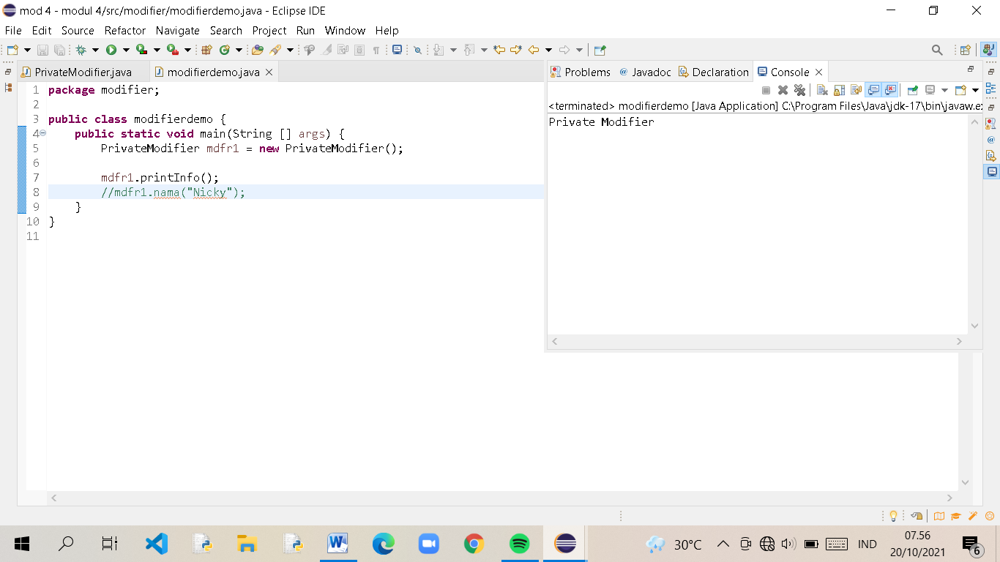 mod 4 - modul 4/src/modifier/modifierdemo.java - Eclipse IDE
File Edit Source Refactor Navigate Search Project Run Window Help
PrivateModifier.java modifierdemo.java
1 package modifier;
2
3 public class modifierdemo {
4 public static void main(String [] args) {
5 PrivateModifier mdfr1 = new PrivateModifier();
6
7 mdfr1.printInfo();
8 //mdfr1.nama("Nicky");
9 }
10 }
11
Problems @ Javadoc Declaration Console
<terminated> modifierdemo [Java Application] C:\Program Files\Java\jdk-17\bin\javaw.ex
Private Modifier
30°C IND 07.56
20/10/2021
6